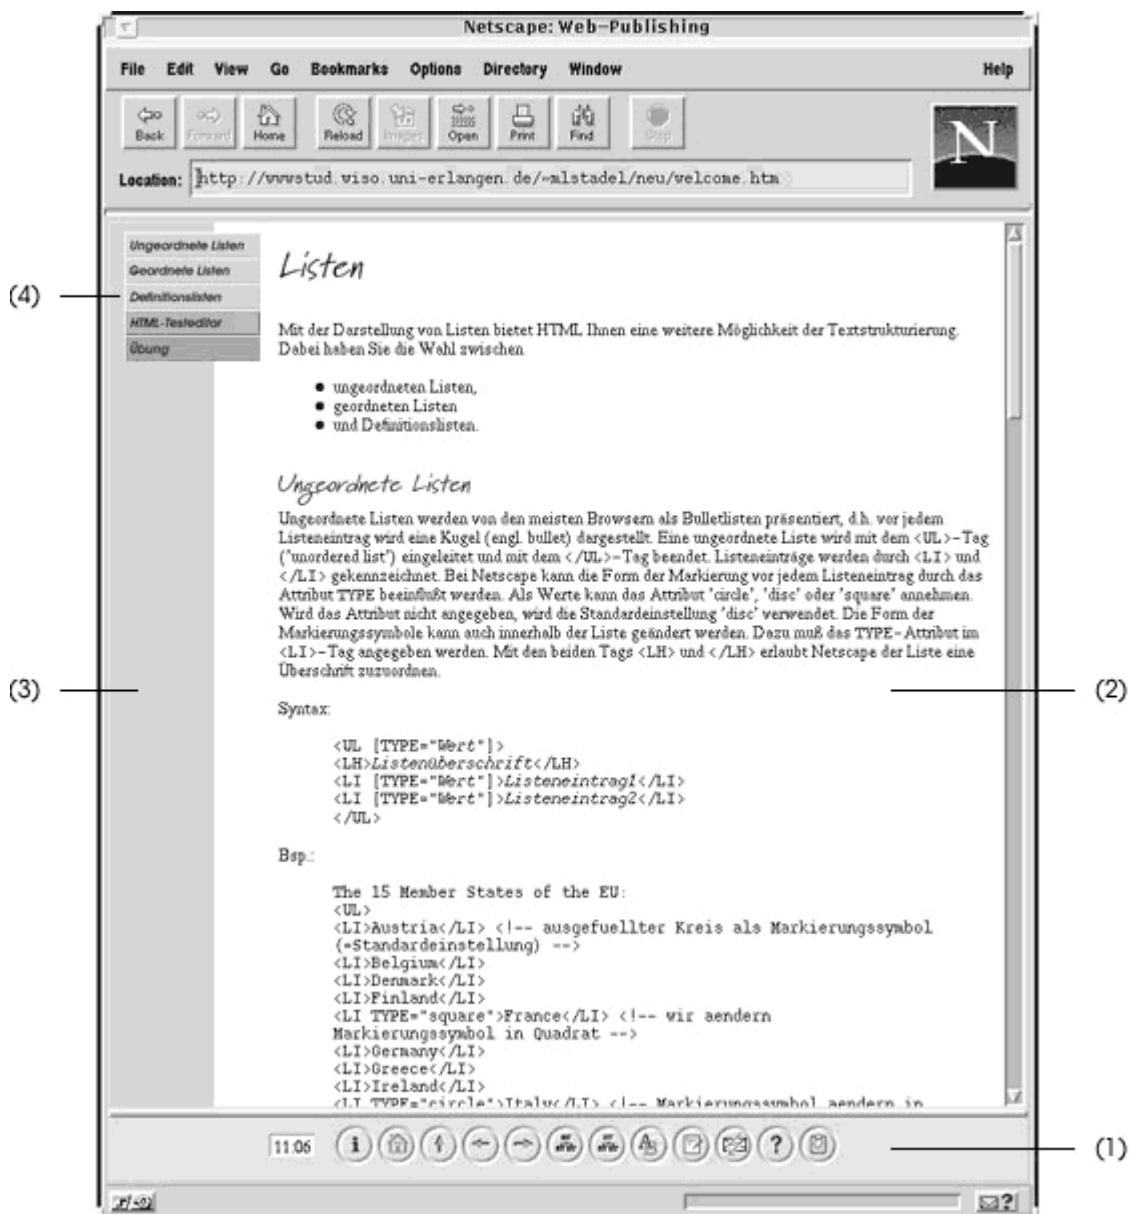 Netscape: Web-Publishing
File Edit View Go Bookmarks Options Directory Window Help
Back Forward Home Reload Images Open Print Find Stop
N
Location: http://wwwstud.wiso.uni-erlangen.de/~mlstadel/neu/welcome.htm
Ungeordnete Listen
Geordnete Listen
(4)
Definitionslisten
HTML-Testeditor
Übung
Listen
Mit der Darstellung von Listen bietet HTML Ihnen eine weitere Möglichkeit der Textstrukturierung.
Dabei haben Sie die Wahl zwischen
• ungeordneten Listen,
• geordneten Listen
• und Definitionslisten.
Ungeordnete Listen
Ungeordnete Listen werden von den meisten Browsern als Bulletlisten präsentiert, d.h. vor jedem
Listeneintrag wird eine Kugel (engl. bullet) dargestellt. Eine ungeordnete Liste wird mit dem <UL>-Tag
("unordered list") eingeleitet und mit dem </UL>-Tag beendet. Listeneinträge werden durch <LI> und
</LI> gekennzeichnet. Bei Netscape kann die Form der Markierung vor jedem Listeneintrag durch das
Attribut TYPE beeinflußt werden. Als Werte kann das Attribut "circle", "disc" oder "square" annehmen.
Wird das Attribut nicht angegeben, wird die Standardeinstellung "disc" verwendet. Die Form der
Markierungssymbole kann auch innerhalb der Liste geändert werden. Dazu muß das TYPE-Attribut im
<LI>-Tag angegeben werden. Mit den beiden Tags <LH> und </LH> erlaubt Netscape der Liste eine
Überschrift zuzuordnen.
(3)
(2)
Syntax:
<UL [TYPE="Wert"]>
<LH>Listenüberschrift</LH>
<LI [TYPE="Wert"]>Listeneintrag1</LI>
<LI [TYPE="Wert"]>Listeneintrag2</LI>
</UL>
Bsp.:
The 15 Member States of the EU:
<UL>
<LI>Austria</LI> <!-- ausgefuellter Kreis als Markierungssymbol
(=Standardeinstellung) -->
<LI>Belgium</LI>
<LI>Denmark</LI>
<LI>Finland</LI>
<LI TYPE="square">France</LI> <!-- wir aendern
Markierungssymbol in Quadrat -->
<LI>Germany</LI>
<LI>Greece</LI>
<LI>Ireland</LI>
<LI TYPE="circle">Italy</LI> <!-- Markierungssymbol aendern in
11:06 i ?
(1)
?